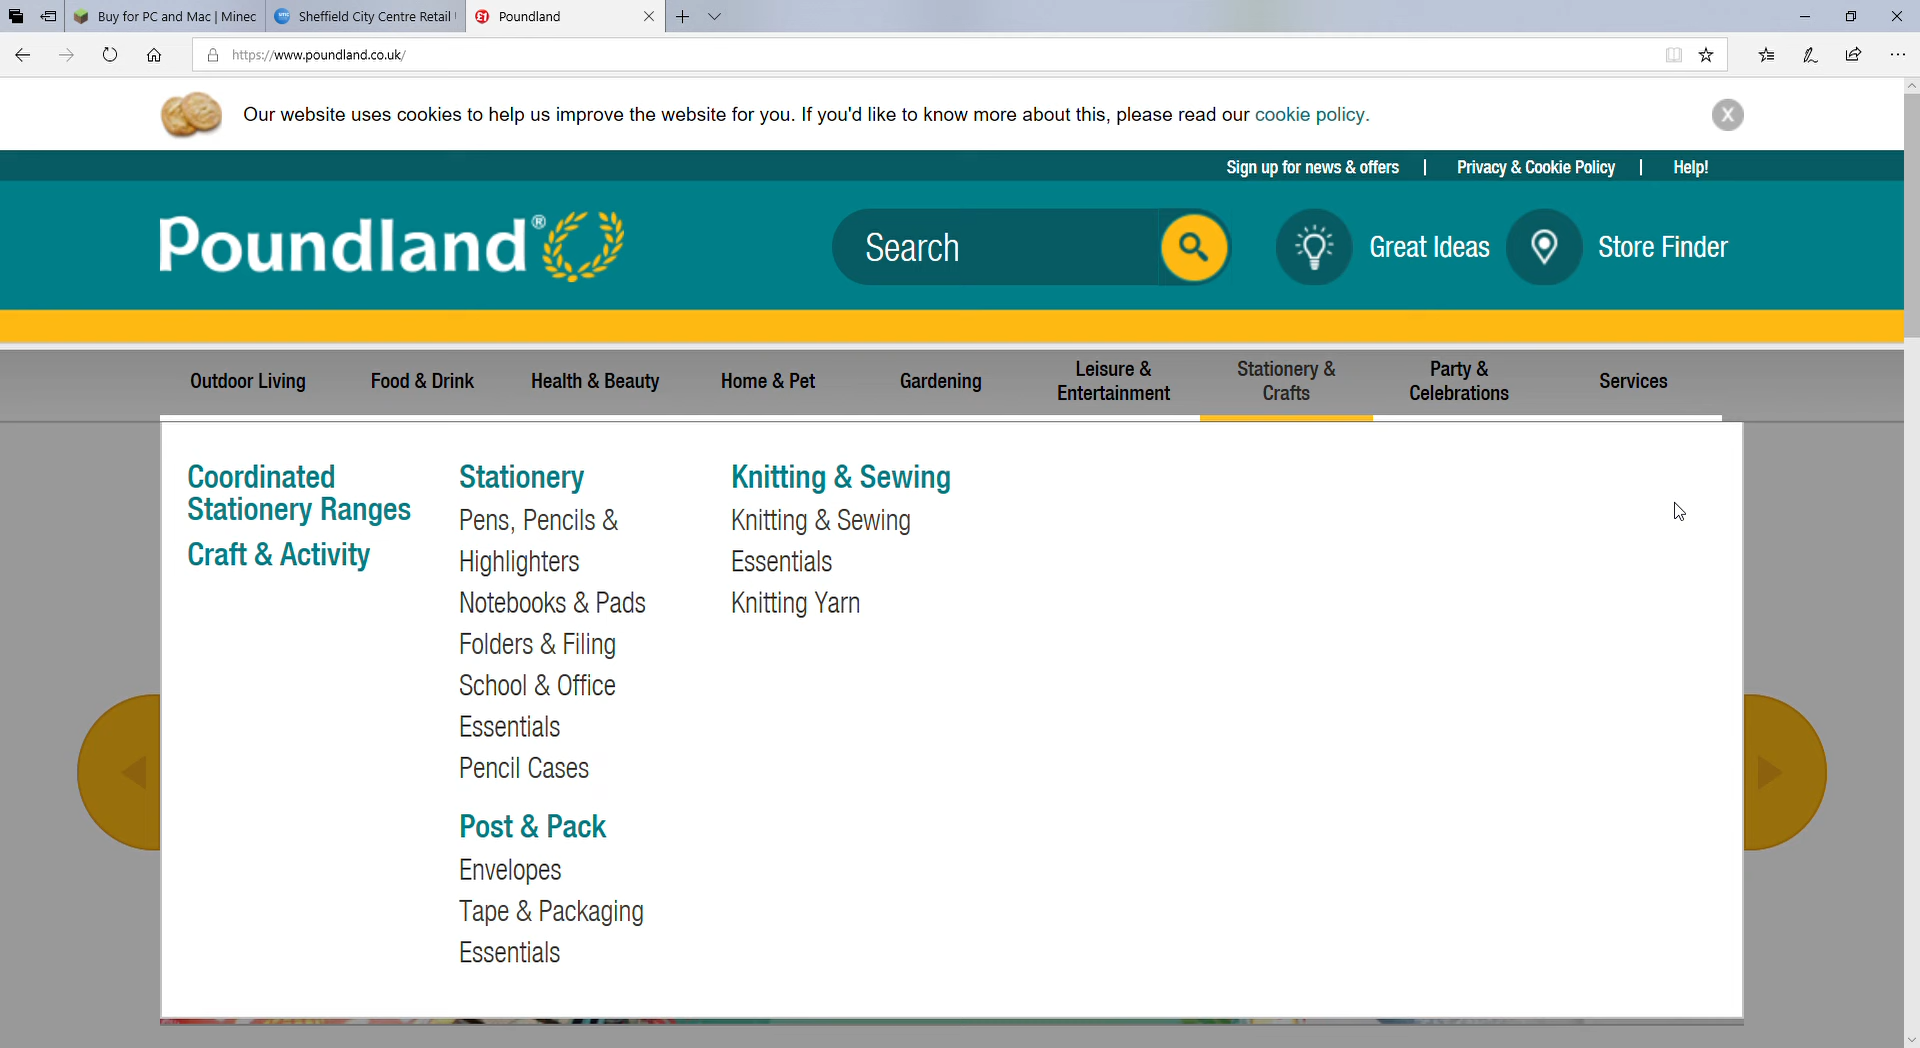 Buy for PC and Mac | Minec
Sheffield City Centre Retail
Poundland
https://www.poundland.co.uk/
Our website uses cookies to help us improve the website for you. If you'd like to know more about this, please read our cookie policy.
X
Sign up for news & offers | Privacy & Cookie Policy | Help!
Poundland®
Search
Great Ideas
Store Finder
Outdoor Living
Food & Drink
Health & Beauty
Home & Pet
Gardening
Leisure &
Entertainment
Stationery &
Crafts
Party &
Celebrations
Services
Coordinated
Stationery Ranges
Craft & Activity
Stationery
Pens, Pencils &
Highlighters
Notebooks & Pads
Folders & Filing
School & Office
Essentials
Pencil Cases
Post & Pack
Envelopes
Tape & Packaging
Essentials
Knitting & Sewing
Knitting & Sewing
Essentials
Knitting Yarn